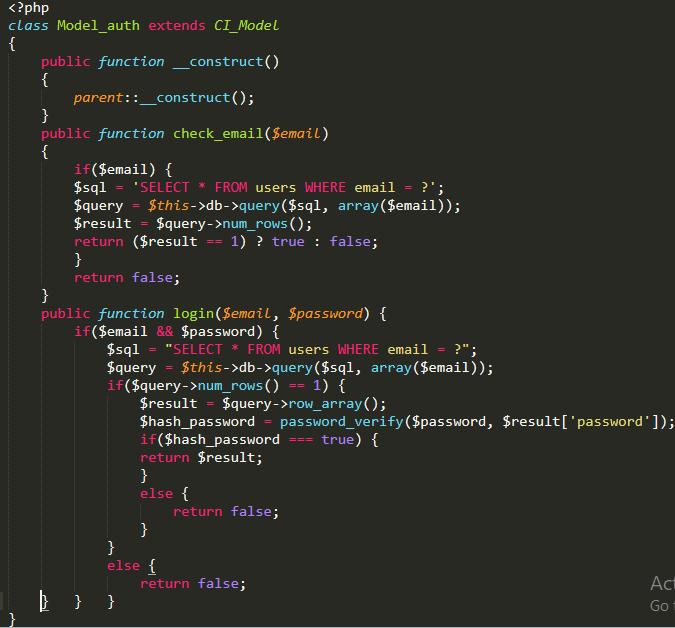 <?php
class Model_auth extends CI_Model
{
    public function __construct()
    {
        parent::__construct();
    }
    public function check_email($email)
    {
        if($email) {
        $sql = 'SELECT * FROM users WHERE email = ?';
        $query = $this->db->query($sql, array($email));
        $result = $query->num_rows();
        return ($result == 1) ? true : false;
        }
        return false;
    }
    public function login($email, $password) {
        if($email && $password) {
            $sql = "SELECT * FROM users WHERE email = ?";
            $query = $this->db->query($sql, array($email));
            if($query->num_rows() == 1) {
                $result = $query->row_array();
                $hash_password = password_verify($password, $result['password']);
                if($hash_password === true) {
                return $result;
                }
                else {
                    return false;
                }
            }
            else {
                return false;
    }   }   }
}
Act
Go t